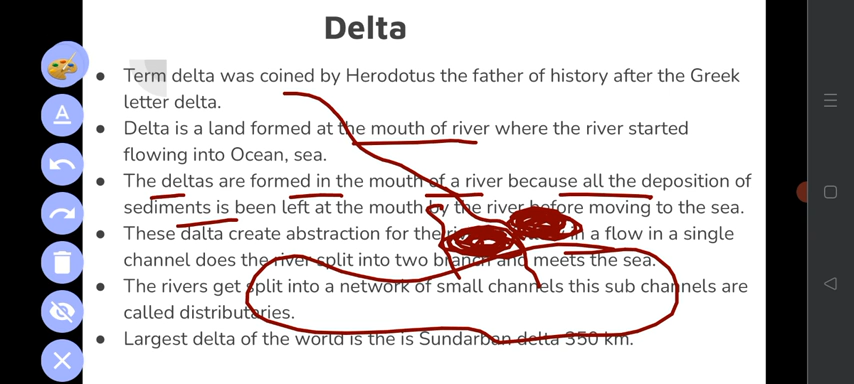 Delta
● Term delta was coined by Herodotus the father of history after the Greek
letter delta.
● Delta is a land formed at the mouth of river where the river started
flowing into Ocean, sea.
● The deltas are formed in the mouth of a river because all the deposition of
sediments is been left at the mouth by the river before moving to the sea.
● These dalta create abstraction for the in a flow in a single
channel does the river split into two branch and meets the sea.
● The rivers get split into a network of small channels this sub channels are
called distributaries.
● Largest delta of the world is the is Sundarban delta 350 km.